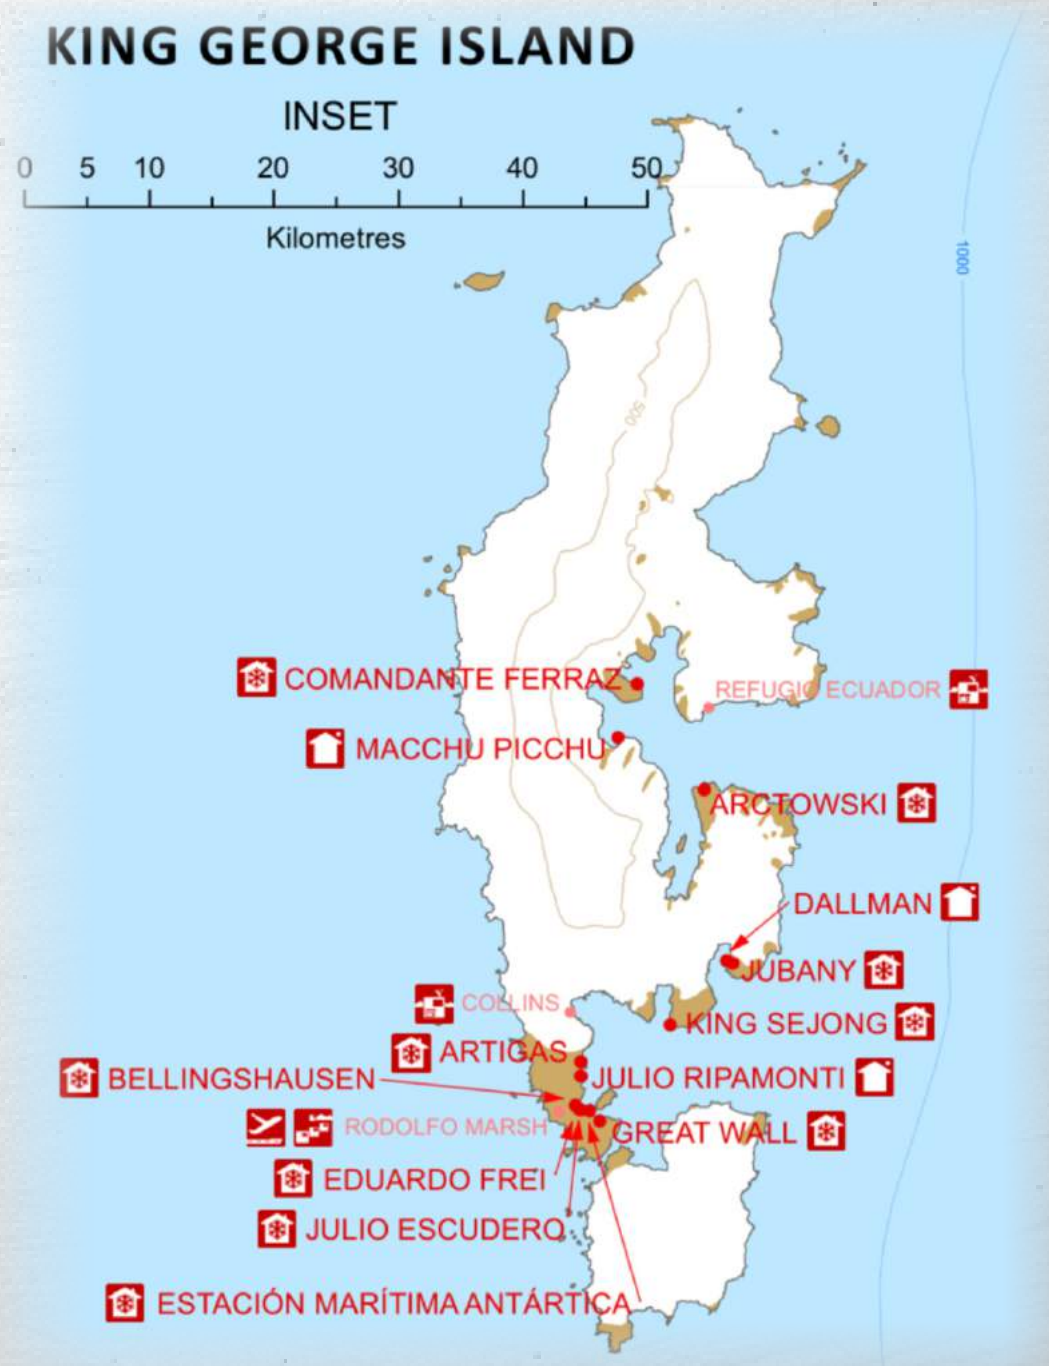 KING GEORGE ISLAND
INSET
0 5 10 20 30 40 50
Kilometres
1000
500
COMANDANTE FERRAZ
REFUGIO ECUADOR
MACCHU PICCHU
ARCTOWSKI
DALLMAN
JUBANY
COLLINS
KING SEJONG
ARTIGAS
BELLINGSHAUSEN
JULIO RIPAMONTI
RODOLFO MARSH
GREAT WALL
EDUARDO FREI
JULIO ESCUDERO
ESTACIÓN MARÍTIMA ANTÁRTICA